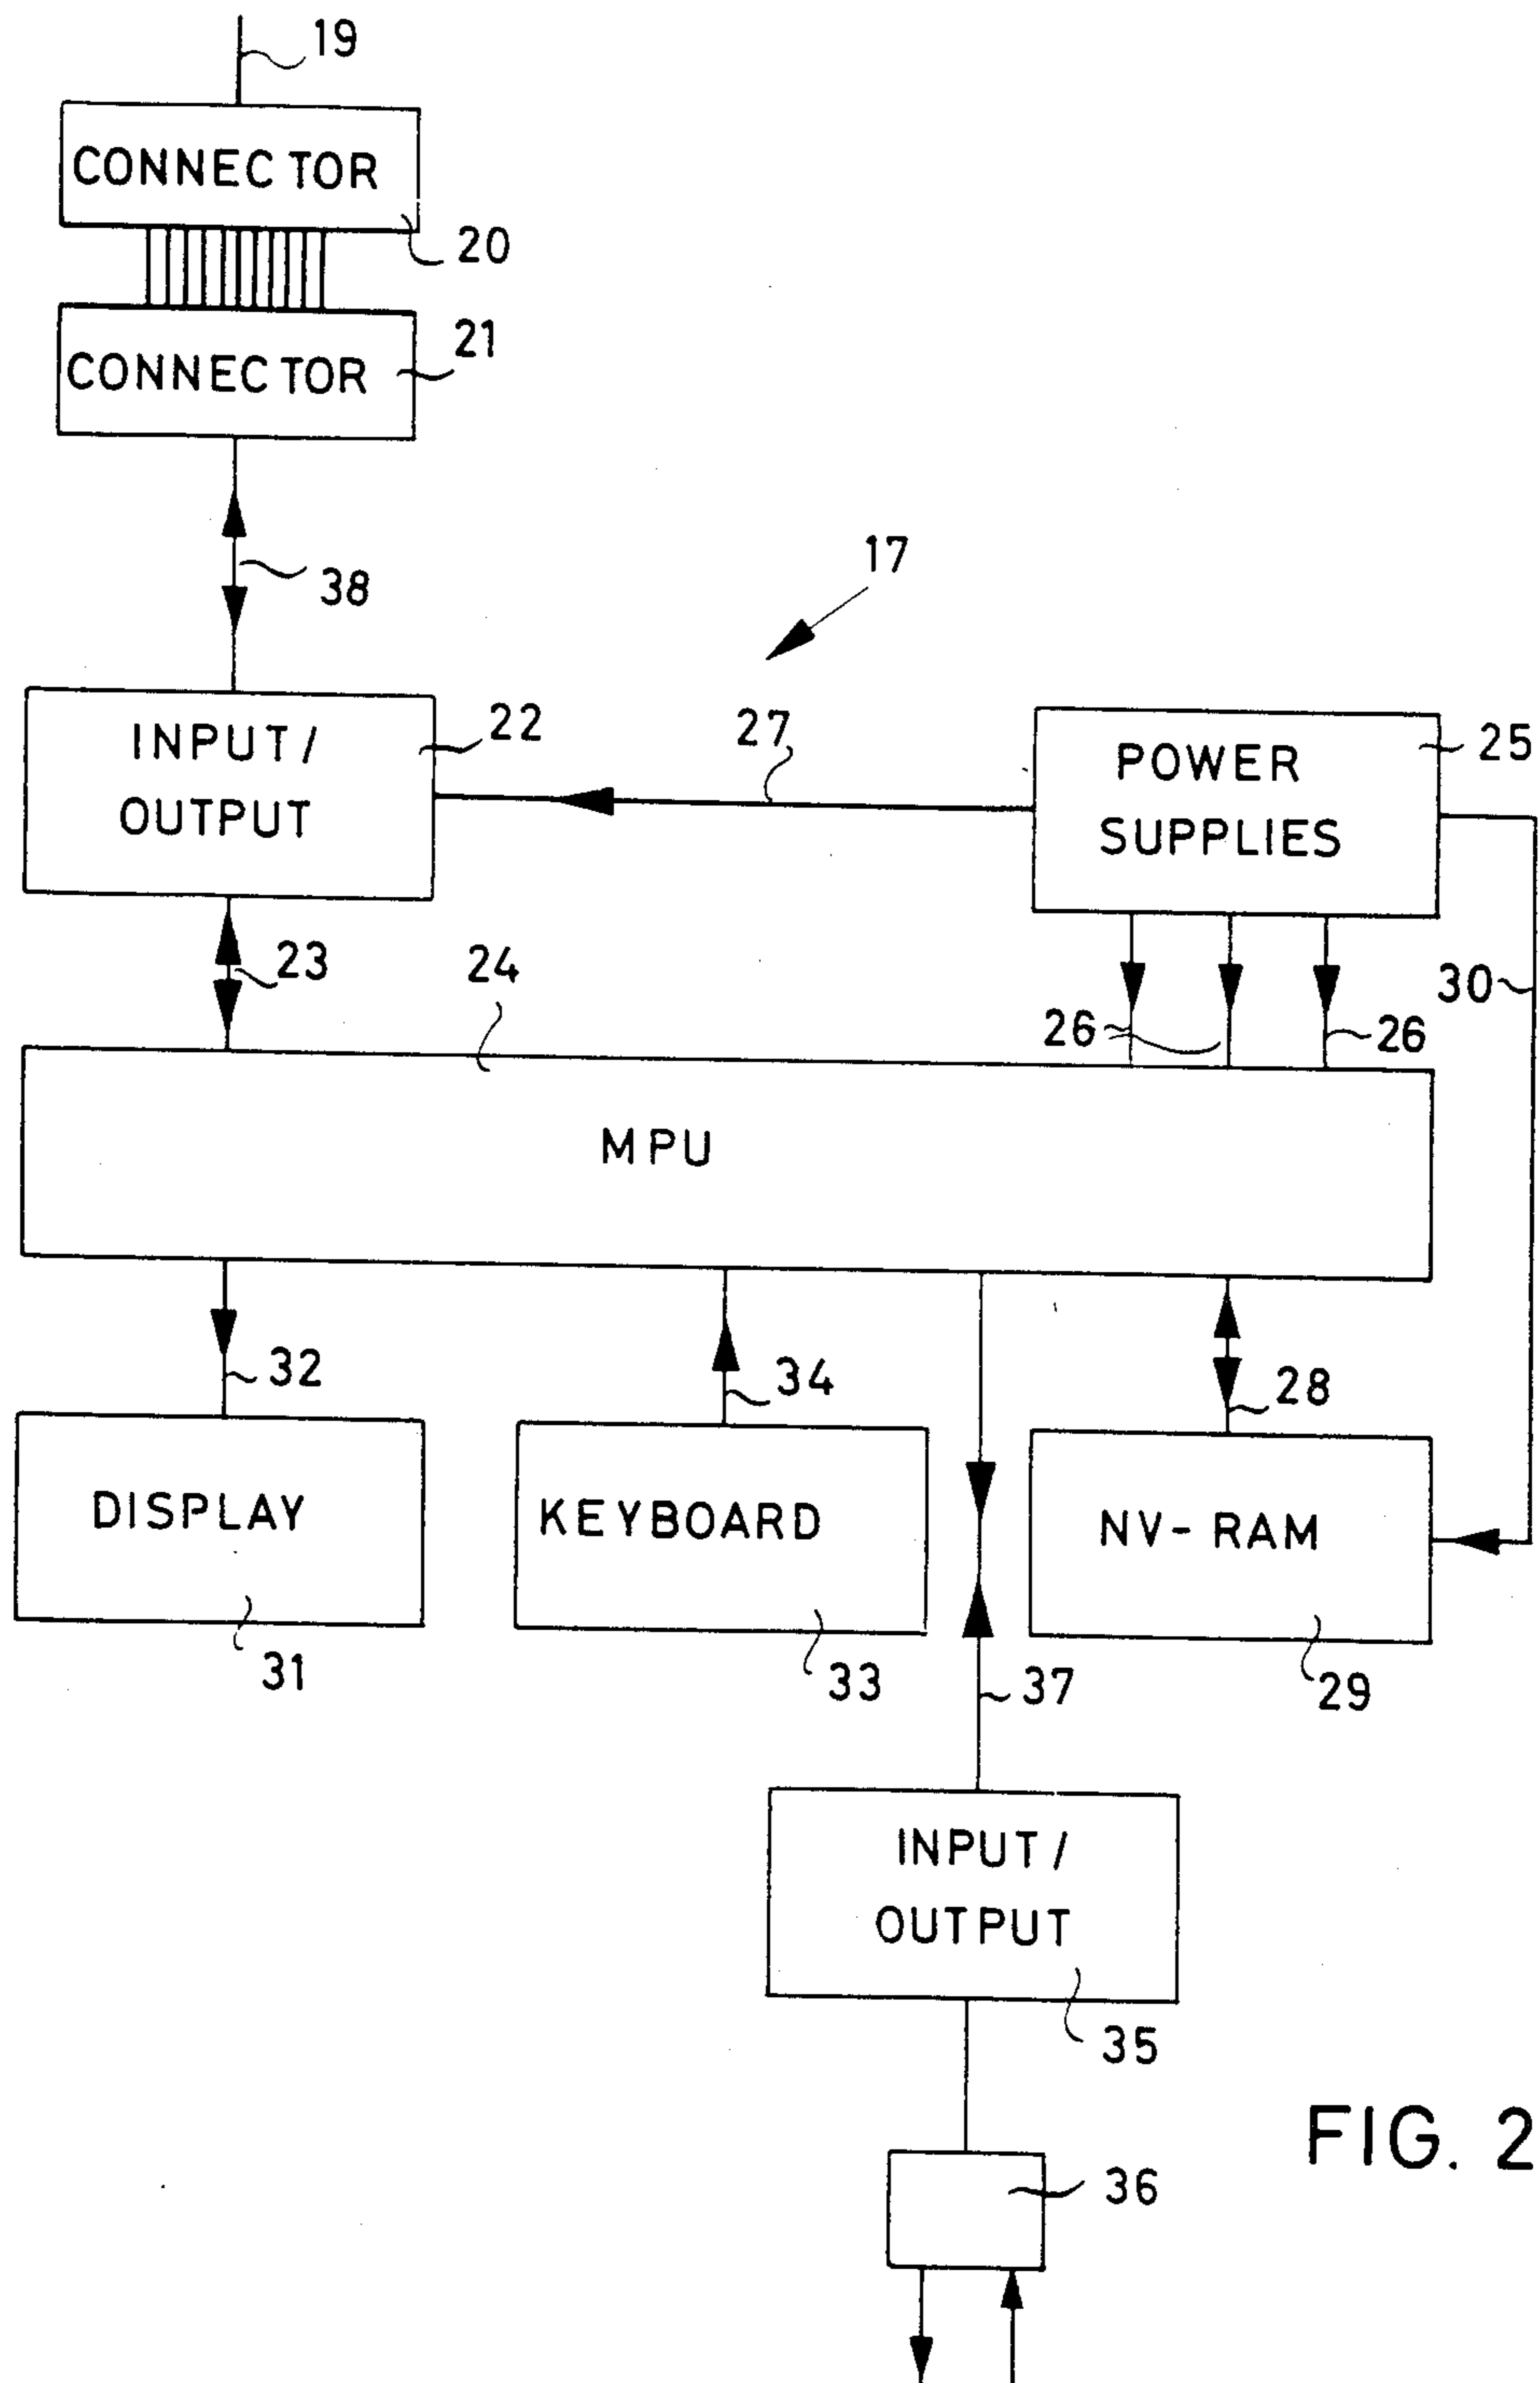 19
CONNECTOR
20
21
CONNECTOR
38
17
INPUT/
OUTPUT
22
27
POWER
SUPPLIES
25
23
24
26
26
30
MPU
32
34
28
DISPLAY
KEYBOARD
NV-RAM
31
33
37
29
INPUT/
OUTPUT
35
36
FIG. 2